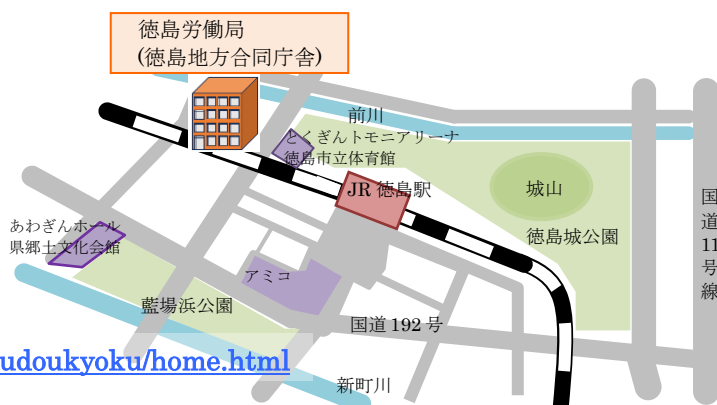 徳島労働局
(徳島地方合同庁舎)
前川
とくぎんトモニアリーナ
徳島市立体育館
JR 徳島駅
城山
徳島城公園
国
道
11
号
線
あわぎんホール
県郷土文化会館
アミコ
藍場浜公園
国道 192 号
udoukyoku/home.html
新町川